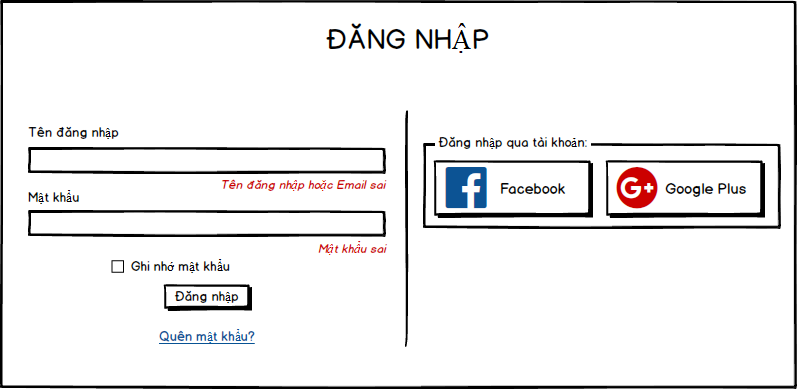 ĐĂNG NHẬP
Tên đăng nhập
Tên đăng nhập hoặc Email sai
Mật khẩu
Mật khẩu sai
Ghi nhớ mật khẩu
Đăng nhập
Quên mật khẩu?
Đăng nhập qua tài khoản:
Facebook
Google Plus